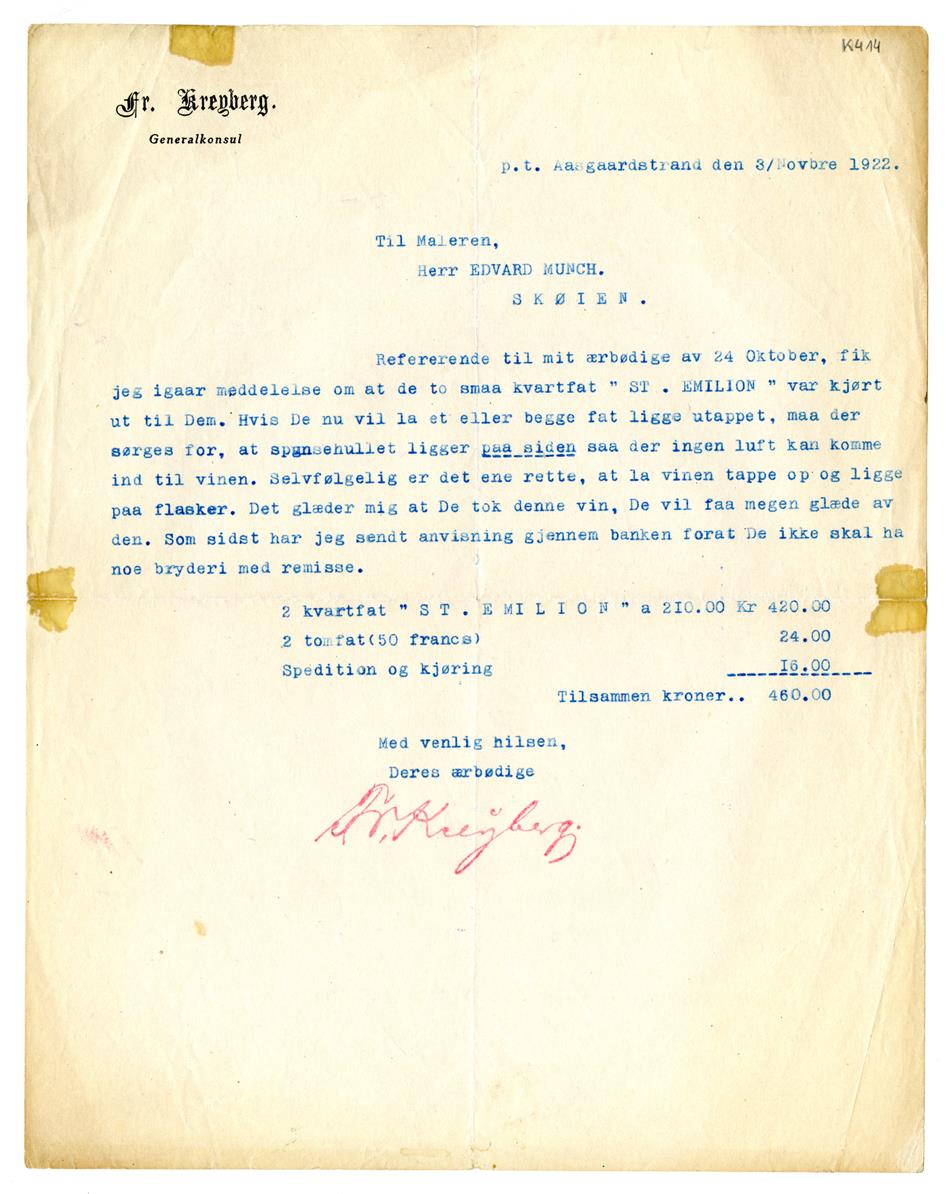 K414
Fr. Kreyberg.
Generalkonsul
p.t. Aasgaardstrand den 3/Novbre 1922.
Til Maleren,
Herr EDVARD MUNCH.
SKØIEN.
Refererende til mit ærbødige av 24 Oktober, fik
jeg igaar meddelelse om at de to smaa kvartfat " ST . EMILION " var kjørt
ut til Dem. Hvis De nu vil la et eller begge fat ligge utappet, maa der
sørges for, at spunsehullet ligger paa siden saa der ingen luft kan komme
ind til vinen. Selvfølgelig er det ene rette, at la vinen tappe op og ligge
paa flasker. Det glæder mig at De tok denne vin, De vil faa megen glæde av
den. Som sidst har jeg sendt anvisning gjennem banken forat De ikke skal ha
noe bryderi med remisse.
2 kvartfat " S T . E M I L I O N " a 210.00 Kr 420.00
2 tomfat(50 francs) 24.00
Spedition og kjøring 16.00
Tilsammen kroner.. 460.00
Med venlig hilsen,
Deres ærbødige
Fr. Kreyberg.